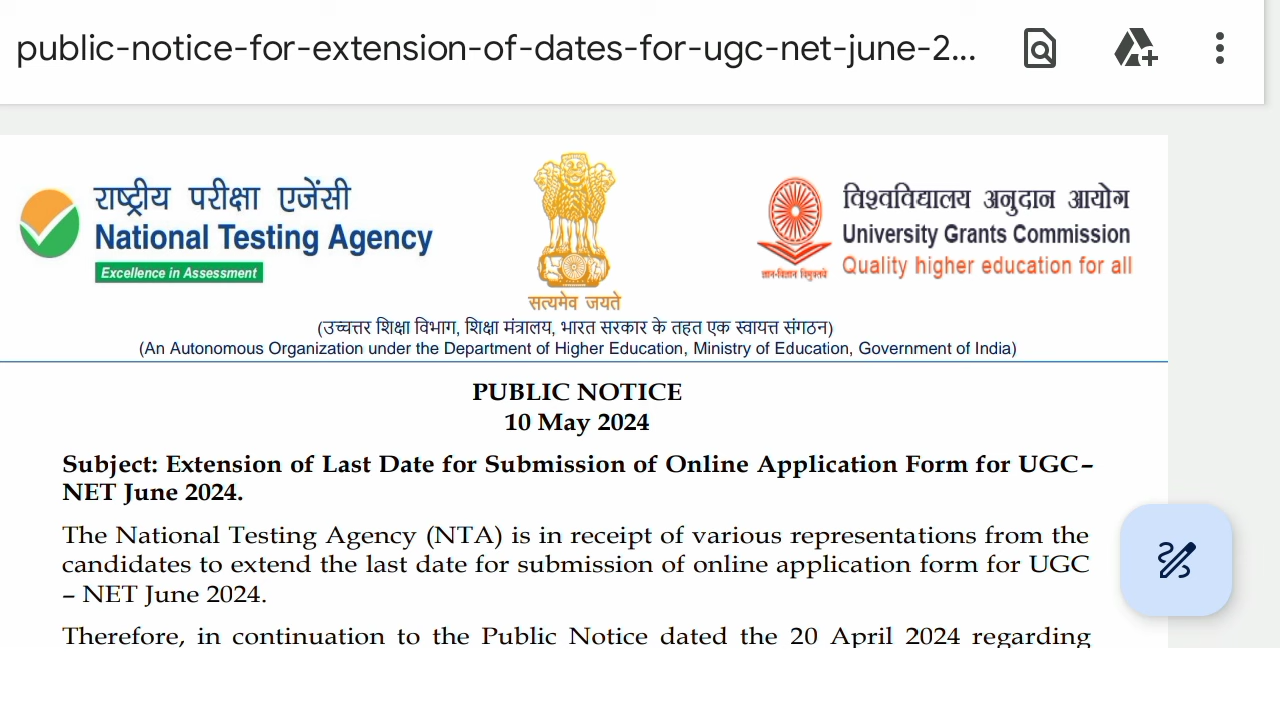 public-notice-for-extension-of-dates-for-ugc-net-june-2...
राष्ट्रीय परीक्षा एजेंसी
National Testing Agency
Excellence in Assessment
सत्यमेव जयते
विश्वविद्यालय अनुदान आयोग
University Grants Commission
Quality higher education for all
ज्ञान-विज्ञान विमुक्तये
(उच्चत्तर शिक्षा विभाग, शिक्षा मंत्रालय, भारत सरकार के तहत एक स्वायत्त संगठन)
(An Autonomous Organization under the Department of Higher Education, Ministry of Education, Government of India)
PUBLIC NOTICE
10 May 2024
Subject: Extension of Last Date for Submission of Online Application Form for UGC–
NET June 2024.
The National Testing Agency (NTA) is in receipt of various representations from the
candidates to extend the last date for submission of online application form for UGC
– NET June 2024.
Therefore, in continuation to the Public Notice dated the 20 April 2024 regarding